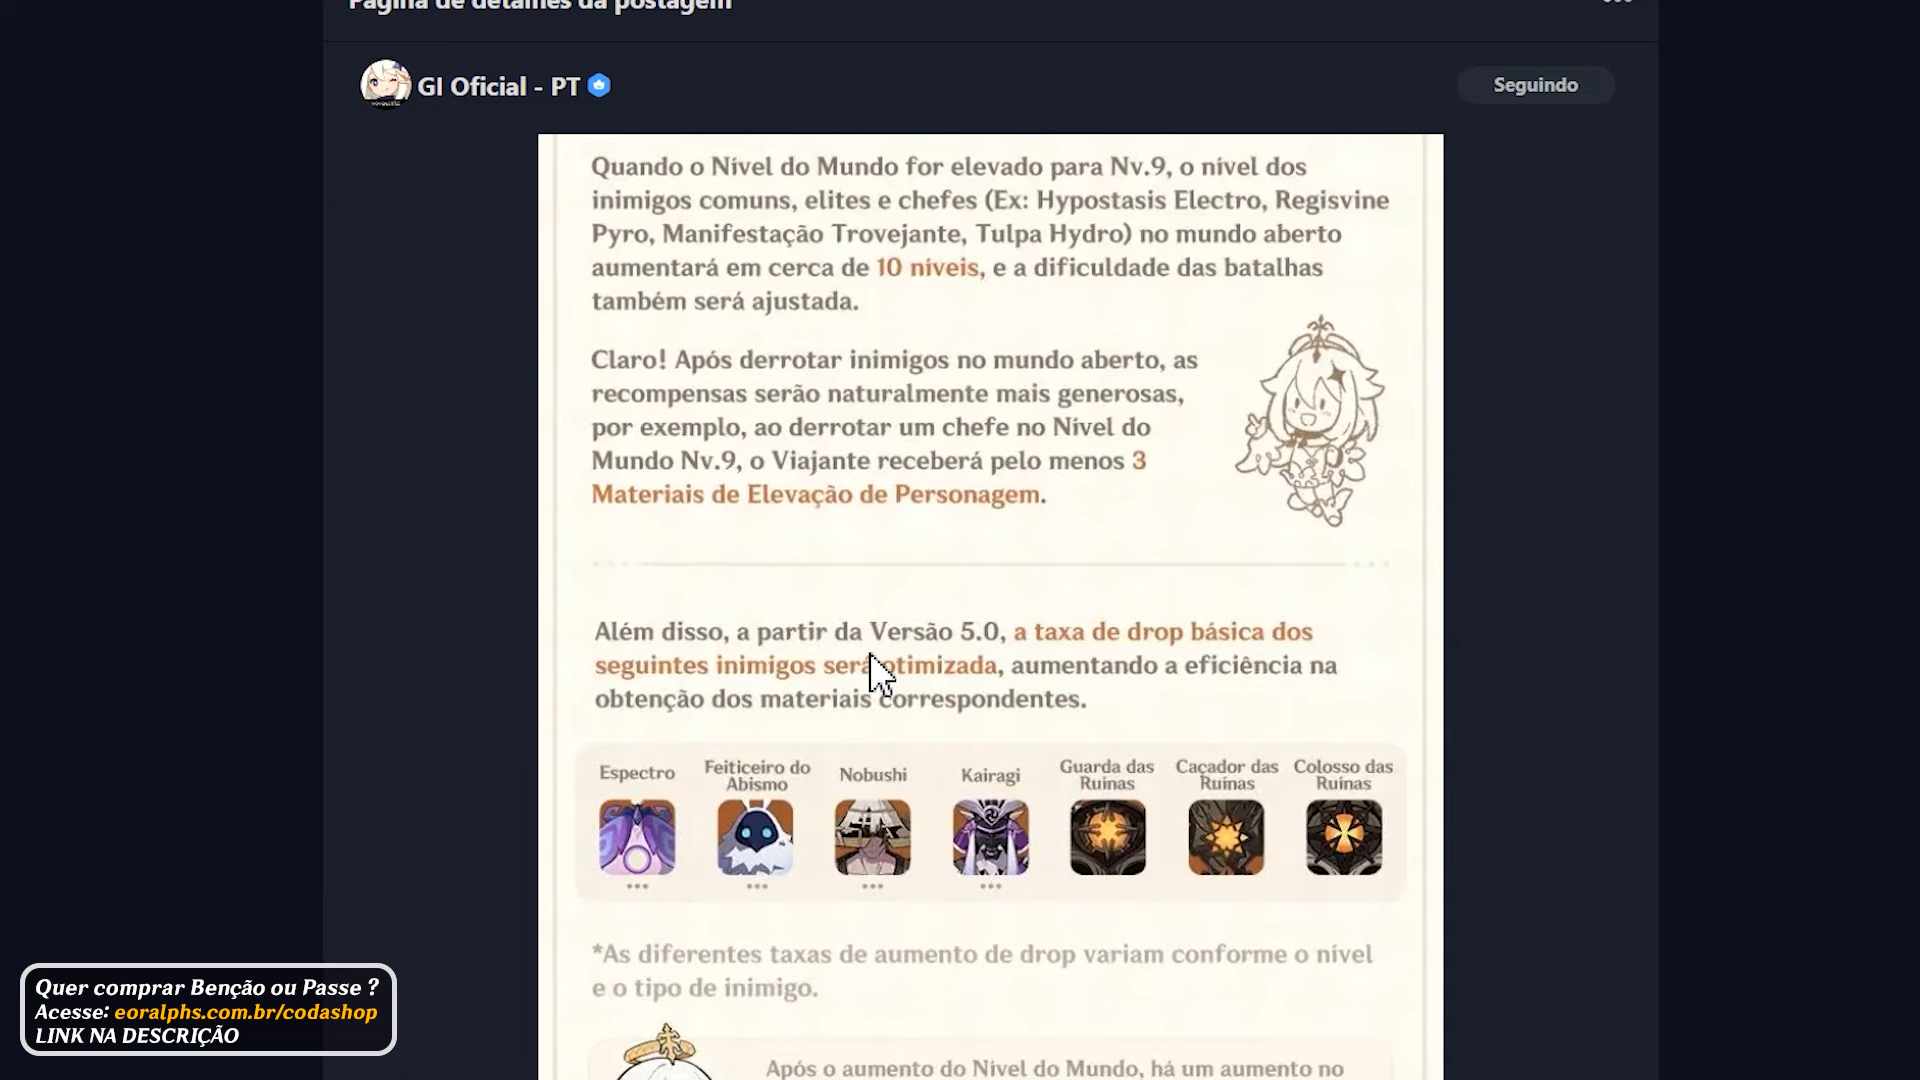 Página de detalhes da postagem
GI Oficial - PT
Seguindo
Quando o Nível do Mundo for elevado para Nv.9, o nível dos
inimigos comuns, elites e chefes (Ex: Hypostasis Electro, Regisvine
Pyro, Manifestação Trovejante, Tulpa Hydro) no mundo aberto
aumentará em cerca de 10 níveis, e a dificuldade das batalhas
também será ajustada.
Claro! Após derrotar inimigos no mundo aberto, as
recompensas serão naturalmente mais generosas,
por exemplo, ao derrotar um chefe no Nível do
Mundo Nv.9, o Viajante receberá pelo menos 3
Materiais de Elevação de Personagem.
Além disso, a partir da Versão 5.0, a taxa de drop básica dos
seguintes inimigos será otimizada, aumentando a eficiência na
obtenção dos materiais correspondentes.
Espectro
Feiticeiro do
Abismo
Nobushi
Kairagi
Guarda das
Ruínas
Caçador das
Ruínas
Colosso das
Ruínas
*As diferentes taxas de aumento de drop variam conforme o nível
e o tipo de inimigo.
Após o aumento do Nível do Mundo, há um aumento no
Quer comprar Benção ou Passe ?
Acesse: eoralphs.com.br/codashop
LINK NA DESCRIÇÃO